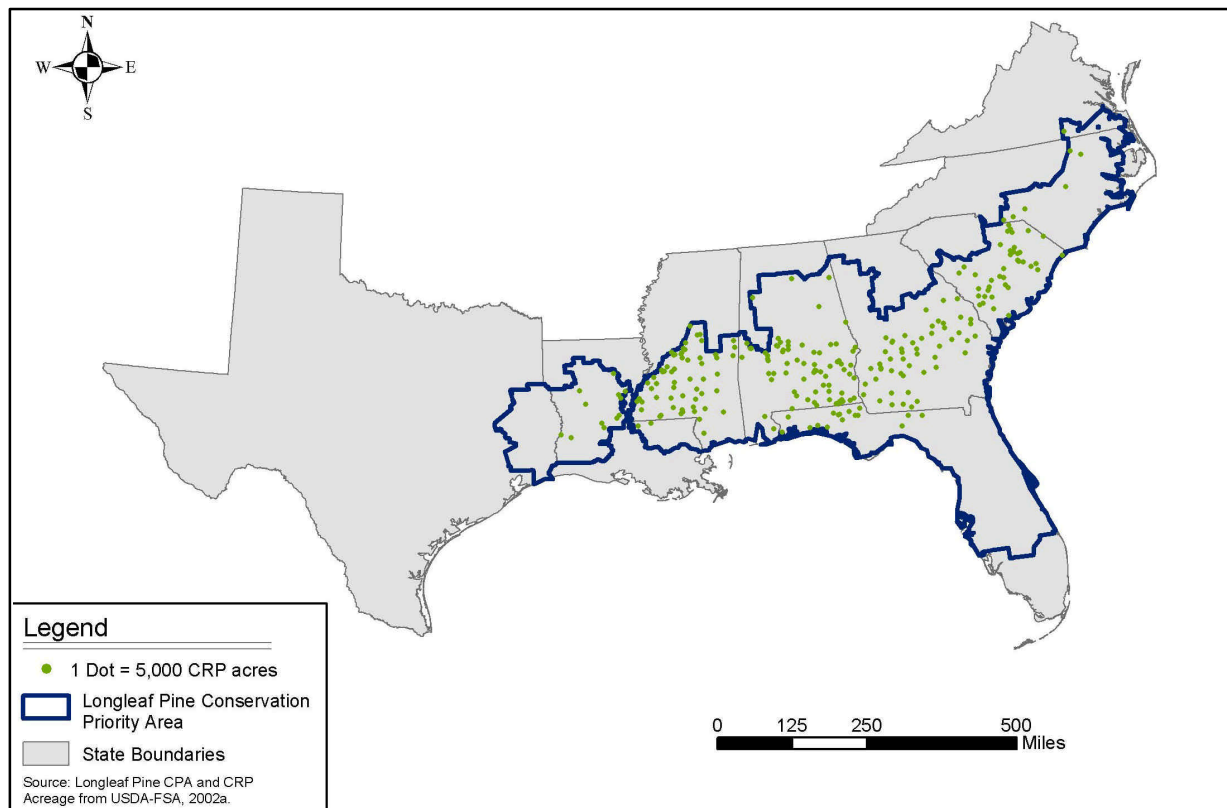 N
W E
S
Legend
1 Dot = 5,000 CRP acres
Longleaf Pine Conservation
Priority Area
State Boundaries
Source: Longleaf Pine CPA and CRP
Acreage from USDA-FSA, 2002a.
0 125 250 500
Miles